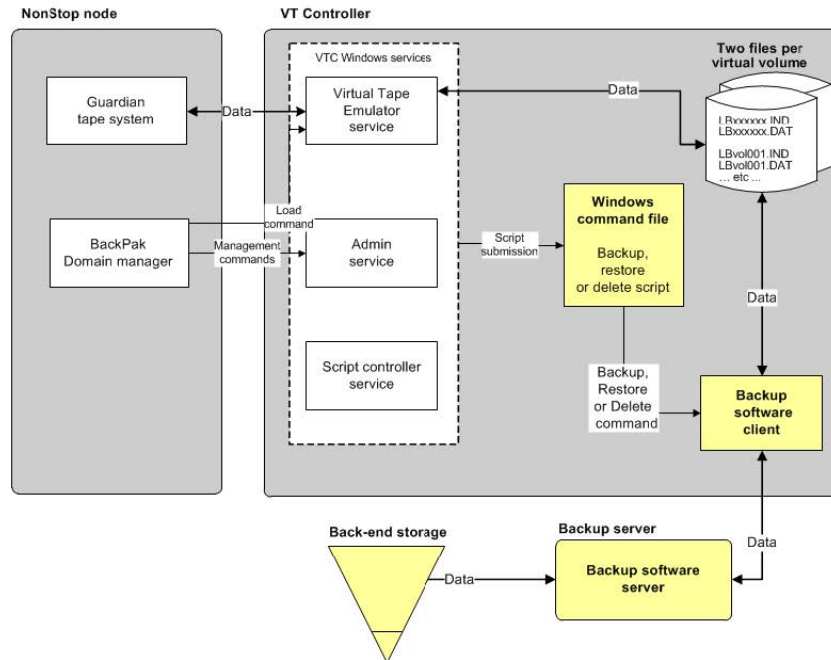 NonStop node
VT Controller
VTC Windows services
Two files per
virtual volume
Guardian
tape system
Data
Virtual Tape
Emulator
service
Data
LBxxxxxx.IND
LBxxxxxx.DAT
LBvol001.IND
LBvol001.DAT
... etc ...
BackPak
Domain manager
Load
command
Management
commands
Admin
service
Script
submission
Windows
command file
Backup,
restore
or delete script
Data
Script controller
service
Backup,
Restore
or Delete
command
Backup
software
client
Back-end storage
Data
Backup server
Backup software
server
Data